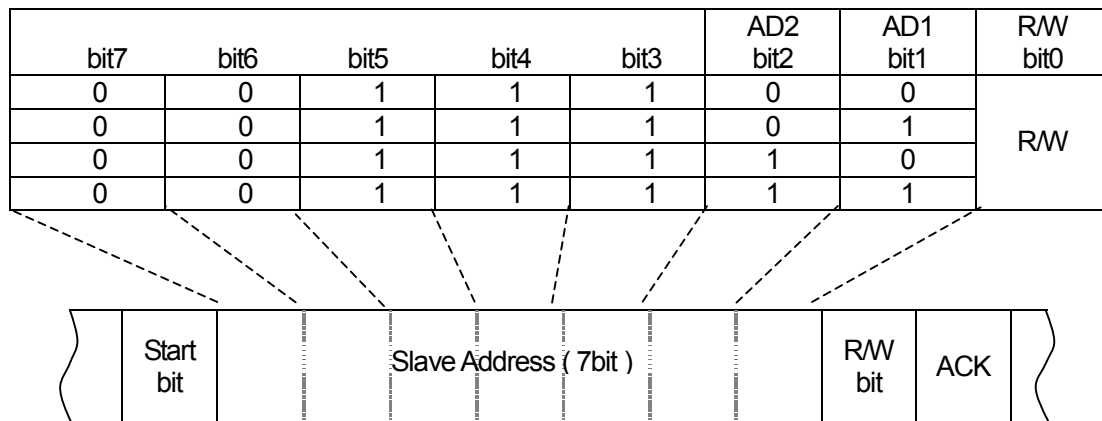 AD2 AD1 R/W
bit7 bit6 bit5 bit4 bit3 bit2 bit1 bit0
0 0 1 1 1 0 0 R/W
0 0 1 1 1 0 1
0 0 1 1 1 1 0
0 0 1 1 1 1 1
Start bit
Slave Address ( 7bit )
R/W bit
ACK